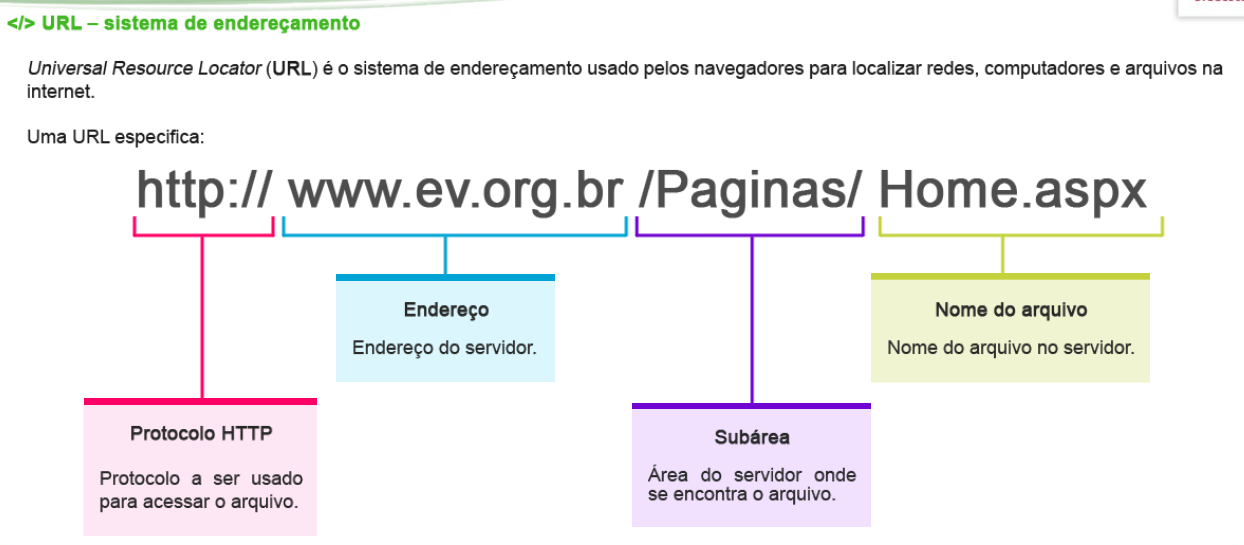 </> URL – sistema de endereçamento
Universal Resource Locator (URL) é o sistema de endereçamento usado pelos navegadores para localizar redes, computadores e arquivos na
internet.
Uma URL especifica:
http:// www.ev.org.br /Paginas/ Home.aspx
Endereço
Endereço do servidor.
Nome do arquivo
Nome do arquivo no servidor.
Protocolo HTTP
Protocolo a ser usado
para acessar o arquivo.
Subárea
Área do servidor onde
se encontra o arquivo.